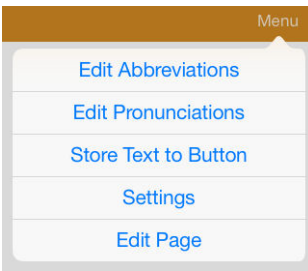 Menu
Edit Abbreviations
Edit Pronunciations
Store Text to Button
Settings
Edit Page